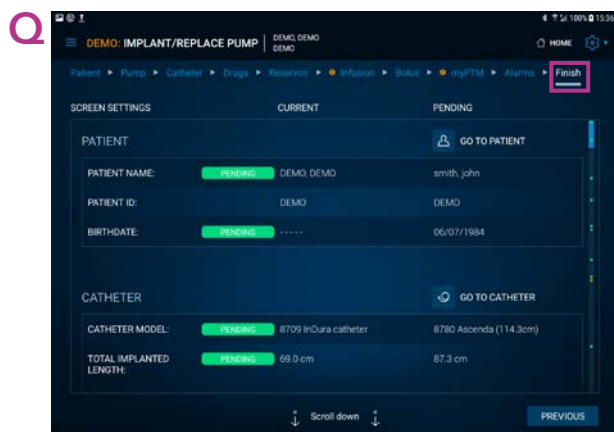 Q
100% 15:36
DEMO: IMPLANT/REPLACE PUMP
DEMO, DEMO
DEMO
HOME
Patient ▸ Pump ▸ Catheter ▸ Drugs ▸ Reservoir ▸ Infusion ▸ Bolus ▸ myPTM ▸ Alarms ▸ Finish
SCREEN SETTINGS CURRENT PENDING
PATIENT GO TO PATIENT
PATIENT NAME: PENDING DEMO, DEMO smith, john
PATIENT ID: DEMO DEMO
BIRTHDATE: PENDING ----- 06/07/1984
CATHETER GO TO CATHETER
CATHETER MODEL: PENDING 8709 InDura catheter 8780 Ascenda (114.3cm)
TOTAL IMPLANTED
LENGTH: PENDING 69.0 cm 87.3 cm
Scroll down PREVIOUS